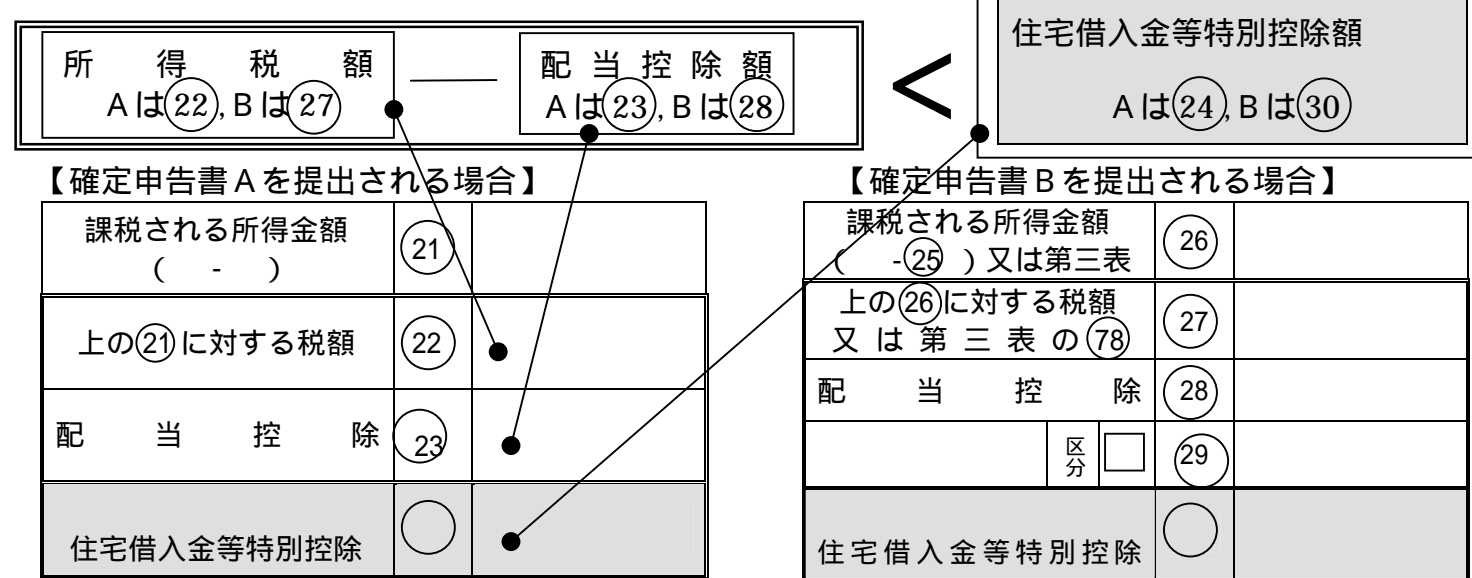 所得税額
Aは㉒, Bは㉗
配当控除額
Aは㉓, Bは㉘
<
住宅借入金等特別控除額
Aは㉔, Bは㉚
【確定申告書Aを提出される場合】
課税される所得金額
( - )
㉑
上の㉑に対する税額
㉒
配当控除
㉓
住宅借入金等特別控除
【確定申告書Bを提出される場合】
課税される所得金額
( -㉕ )又は第三表
㉖
上の㉖に対する税額
又は第三表の(78)
㉗
配当控除
㉘
区分
㉙
住宅借入金等特別控除